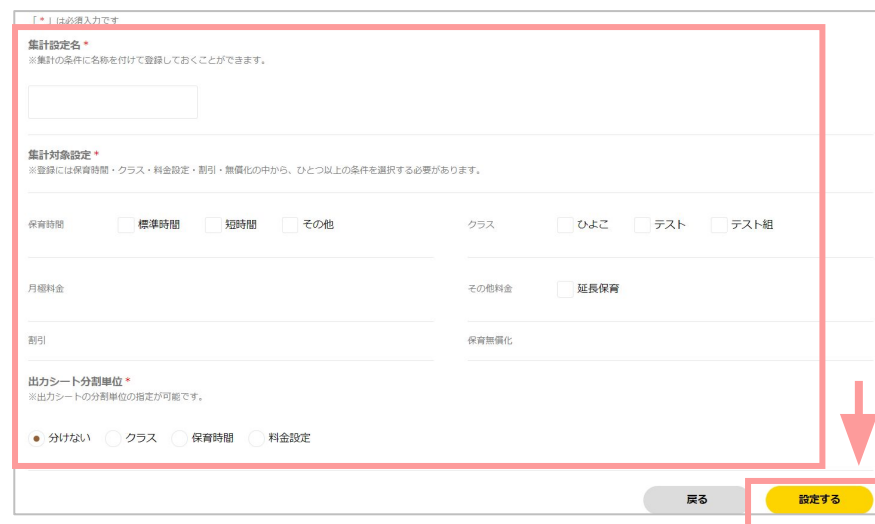 「*」は必須入力です
集計設定名 *
※集計の条件に名称を付けて登録しておくことができます。
集計対象設定 *
※登録には保育時間・クラス・料金設定・割引・無償化の中から、ひとつ以上の条件を選択する必要があります。
保育時間 標準時間 短時間 その他 クラス ひよこ テスト テスト組
月極料金 その他料金 延長保育
割引 保育無償化
出力シート分割単位 *
※出力シートの分割単位の指定が可能です。
分けない クラス 保育時間 料金設定
戻る 設定する